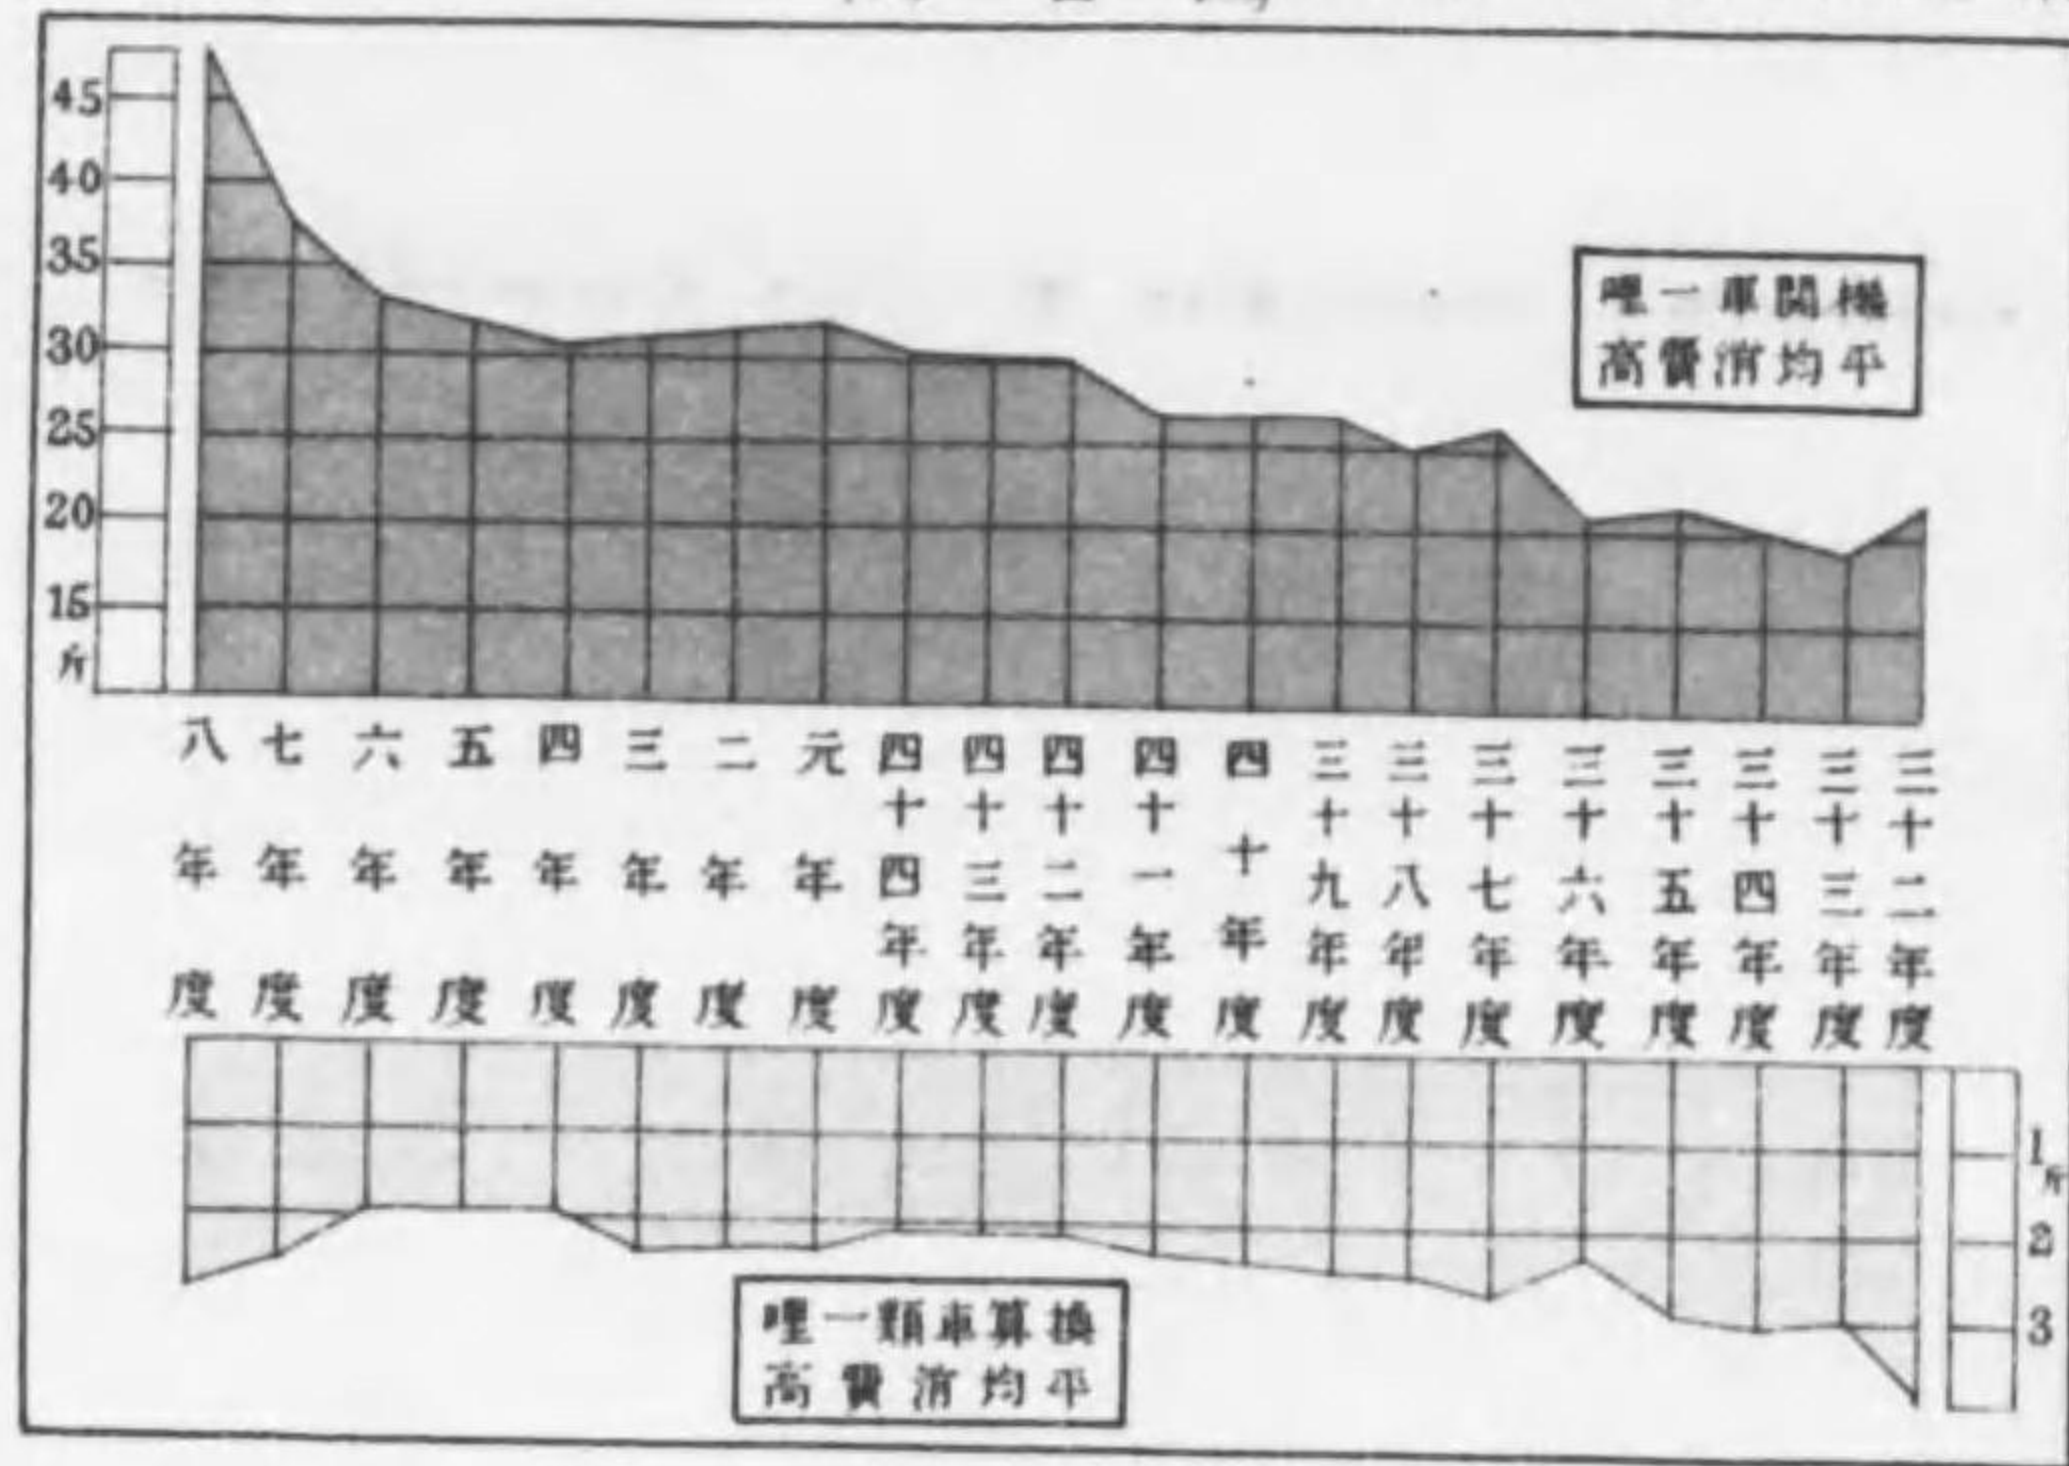 45
40
35
30
25
20
15
斤
機関車一哩
平均消費高
三十二年度
三十三年度
三十四年度
三十五年度
三十六年度
三十七年度
三十八年度
三十九年度
四十年度
四十一年度
四十二年度
四十三年度
四十四年度
元年度
二年度
三年度
四年度
五年度
六年度
七年度
八年度
1斤
2
3
換算車類一哩
平均消費高